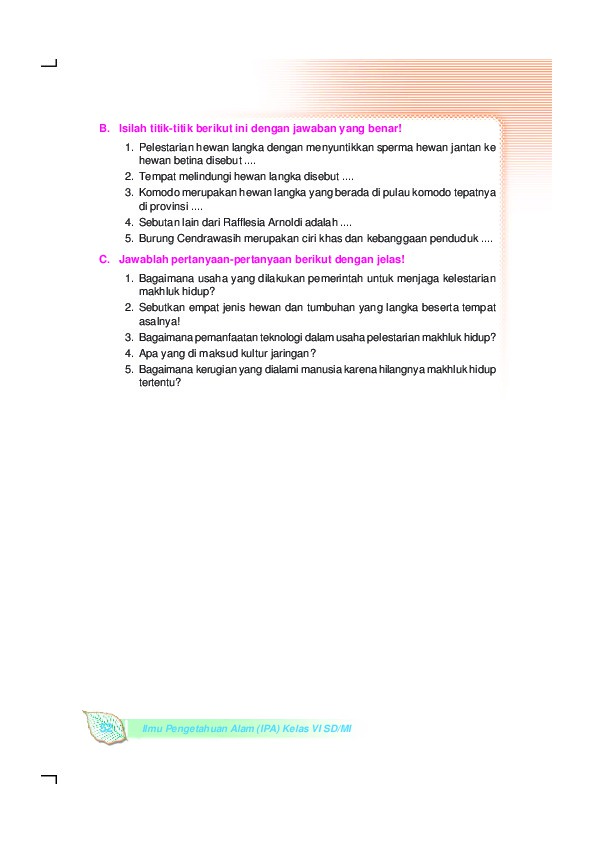 B. Isilah titik-titik berikut ini dengan jawaban yang benar!
1. Pelestarian hewan langka dengan menyuntikkan sperma hewan jantan ke
hewan betina disebut ....
2. Tempat melindungi hewan langka disebut ....
3. Komodo merupakan hewan langka yang berada di pulau komodo tepatnya
di provinsi ....
4. Sebutan lain dari Rafflesia Arnoldi adalah ....
5. Burung Cendrawasih merupakan ciri khas dan kebanggaan penduduk ....
C. Jawablah pertanyaan-pertanyaan berikut dengan jelas!
1. Bagaimana usaha yang dilakukan pemerintah untuk menjaga kelestarian
makhluk hidup?
2. Sebutkan empat jenis hewan dan tumbuhan yang langka beserta tempat
asalnya!
3. Bagaimana pemanfaatan teknologi dalam usaha pelestarian makhluk hidup?
4. Apa yang di maksud kultur jaringan?
5. Bagaimana kerugian yang dialami manusia karena hilangnya makhluk hidup
tertentu?
52
Ilmu Pengetahuan Alam (IPA) Kelas VI SD/MI